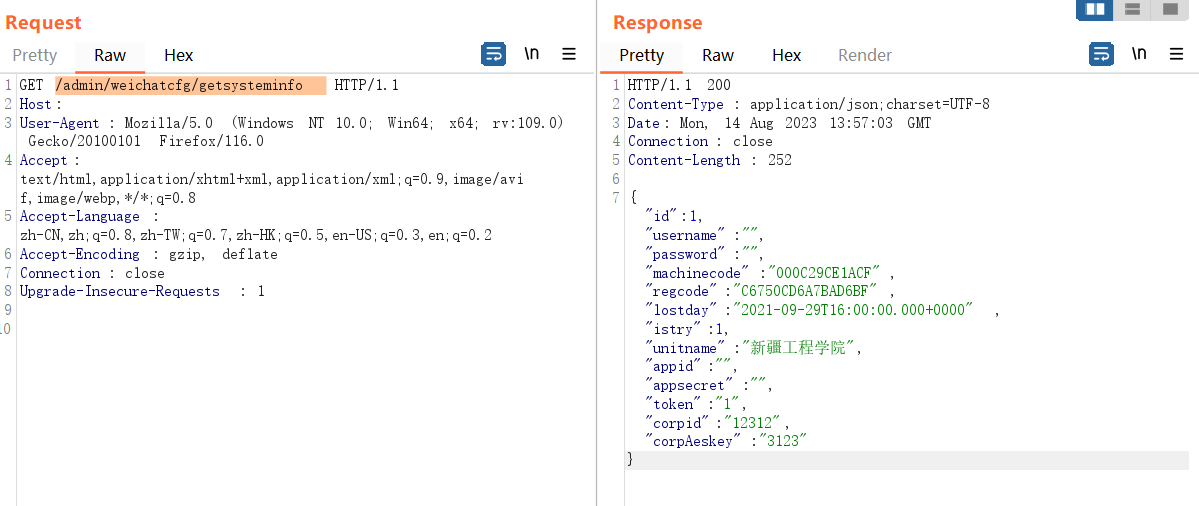 Request
Pretty Raw Hex \n
1 GET /admin/weichatcfg/getsysteminfo HTTP/1.1
2 Host:
3 User-Agent : Mozilla/5.0 (Windows NT 10.0; Win64; x64; rv:109.0)
Gecko/20100101 Firefox/116.0
4 Accept :
text/html,application/xhtml+xml,application/xml;q=0.9,image/avi
f,image/webp,*/*;q=0.8
5 Accept-Language :
zh-CN,zh;q=0.8,zh-TW;q=0.7,zh-HK;q=0.5,en-US;q=0.3,en;q=0.2
6 Accept-Encoding : gzip, deflate
7 Connection : close
8 Upgrade-Insecure-Requests : 1
9
10
Response
Pretty Raw Hex Render \n
1 HTTP/1.1 200
2 Content-Type : application/json;charset=UTF-8
3 Date: Mon, 14 Aug 2023 13:57:03 GMT
4 Connection : close
5 Content-Length : 252
6
7 {
"id":1,
"username" :"",
"password" :"",
"machinecode" :"000C29CE1ACF" ,
"regcode" :"C6750CD6A7BAD6BF" ,
"lostday" :"2021-09-29T16:00:00.000+0000" ,
"istry" :1,
"unitname" :"新疆工程学院",
"appid" :"",
"appsecret" :"",
"token" :"1",
"corpid" :"12312" ,
"corpAeskey" :"3123"
}